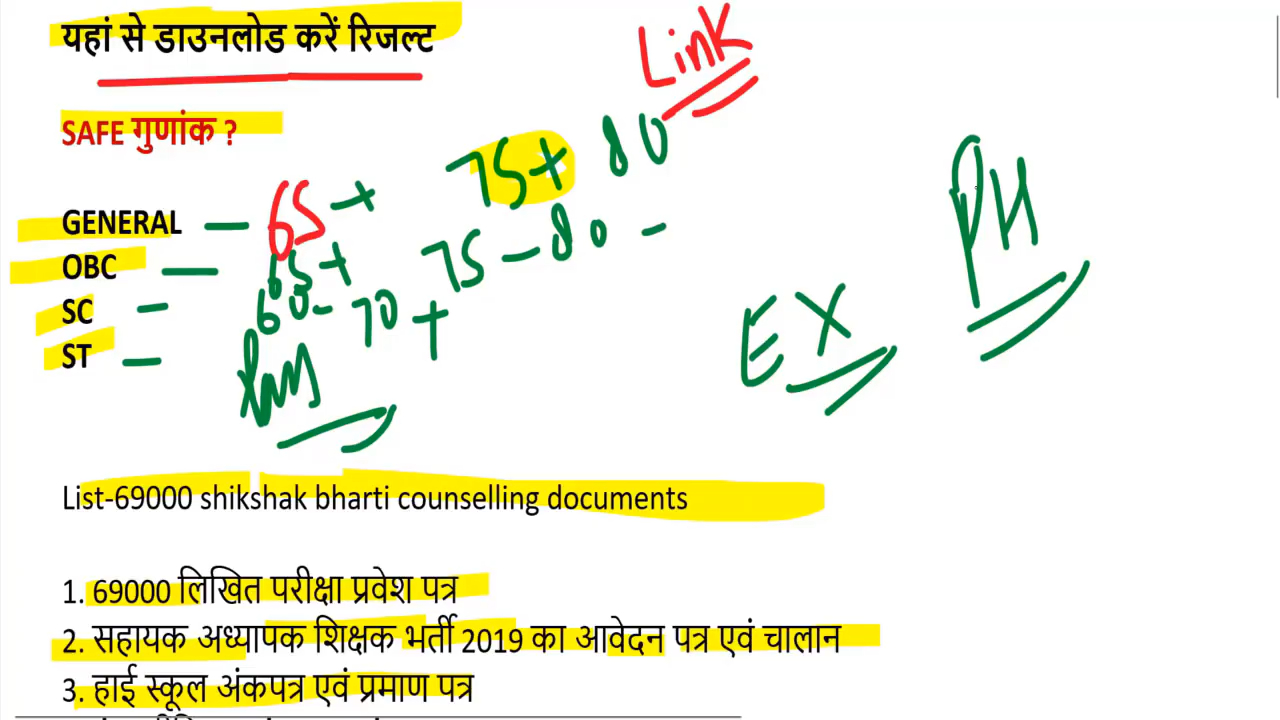 यहां से डाउनलोड करें रिजल्ट
Link
SAFE गुणांक ?
75+ 80
GENERAL — 65+
OBC — 65+ 75-80 -
SC - 60-70+
ST -
EX
PH
List-69000 shikshak bharti counselling documents
1. 69000 लिखित परीक्षा प्रवेश पत्र
2. सहायक अध्यापक शिक्षक भर्ती 2019 का आवेदन पत्र एवं चालान
3. हाई स्कूल अंकपत्र एवं प्रमाण पत्र